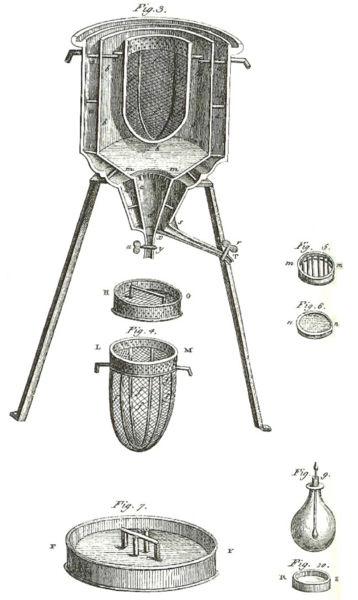 Fig. 3.
b
b
b
m
m
s
D
u
y
r
Fig. 5.
m
m
H
O
Fig. 6.
n
n
Fig. 4.
L
M
Fig. 9.
Fig. 7.
F
F
Fig. 10.
R
S